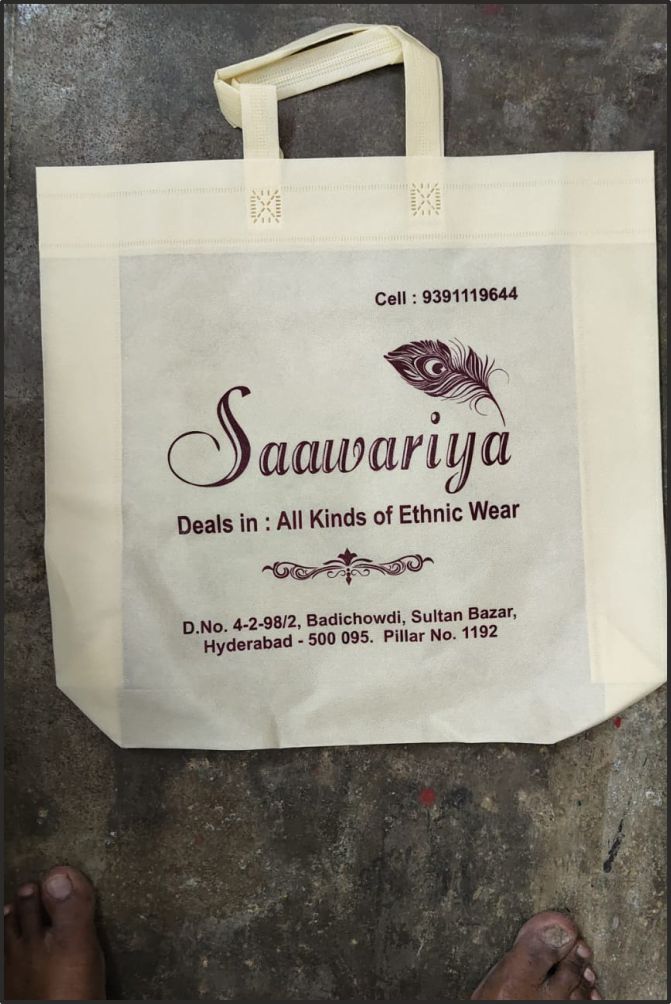 Cell : 9391119644
Saawariya
Deals in : All Kinds of Ethnic Wear
D.No. 4-2-98/2, Badichowdi, Sultan Bazar,
Hyderabad - 500 095. Pillar No. 1192